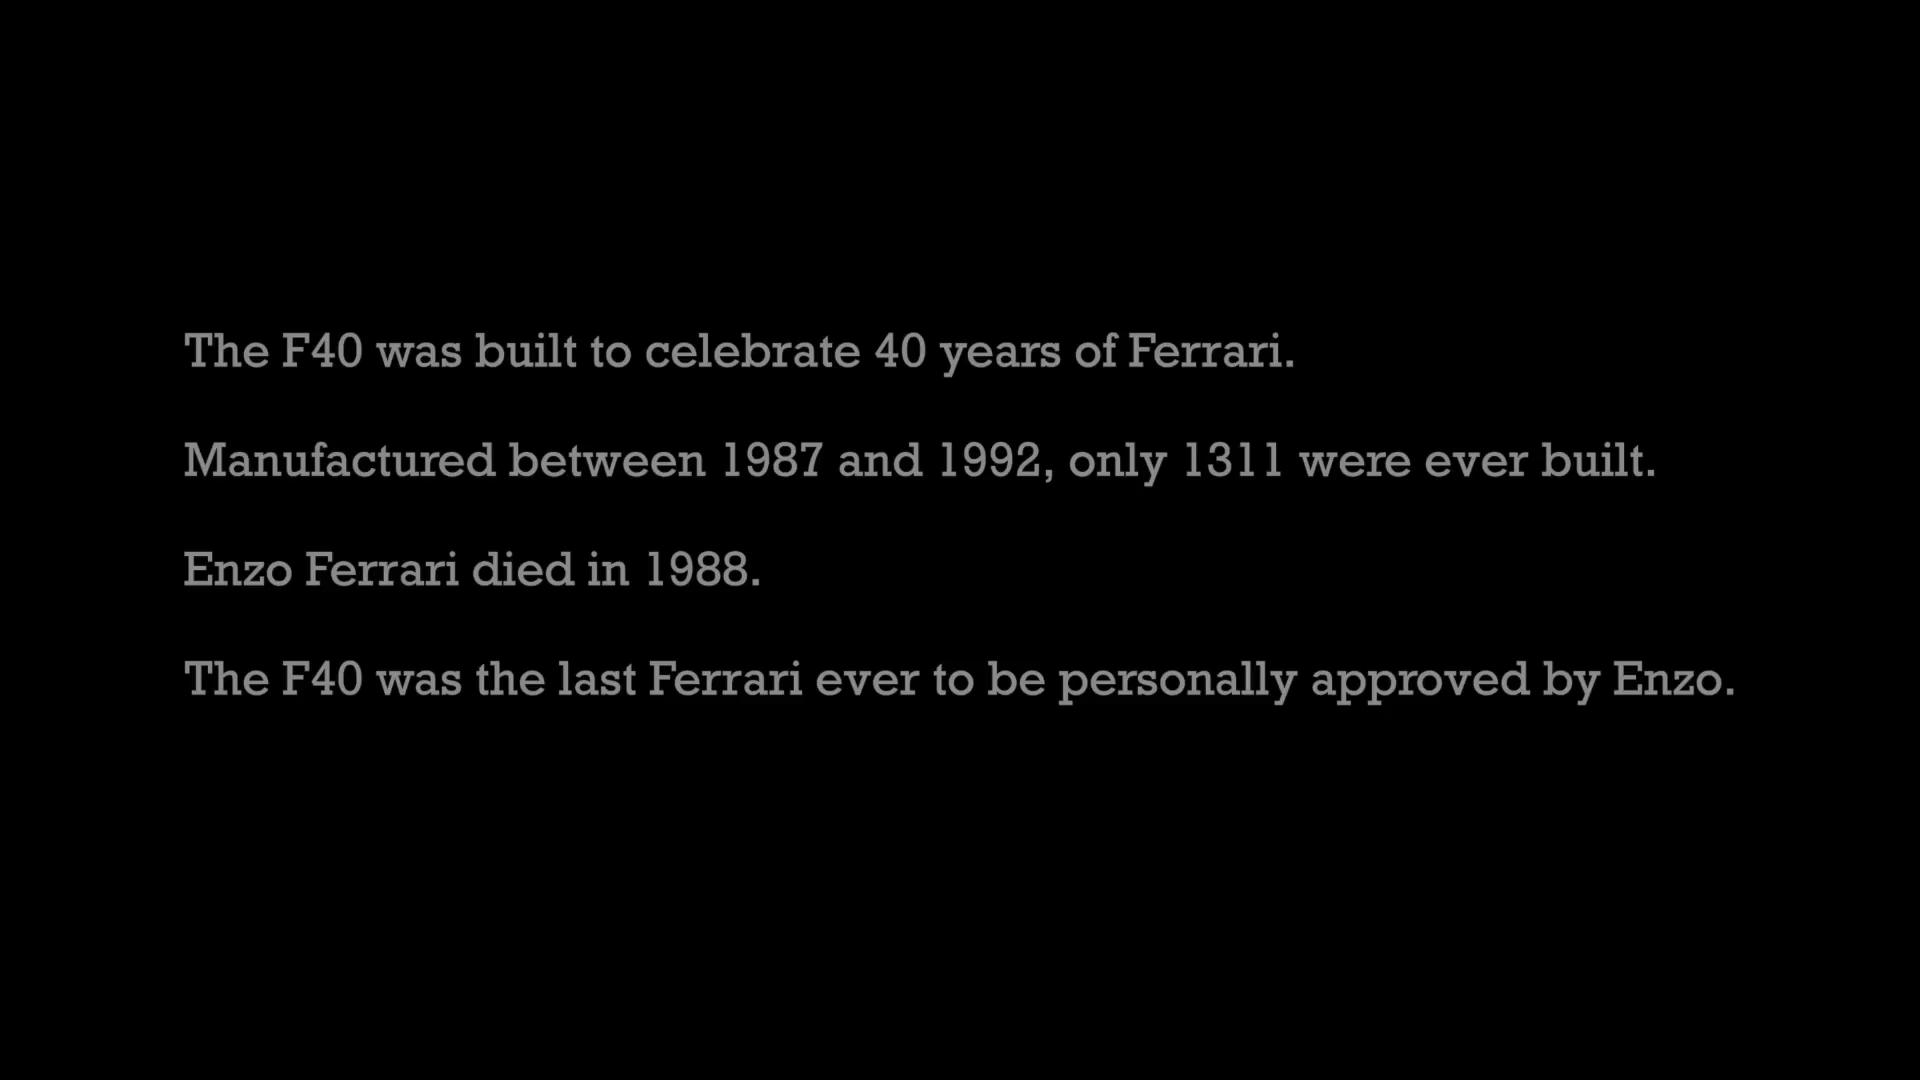 The F40 was built to celebrate 40 years of Ferrari.
Manufactured between 1987 and 1992, only 1311 were ever built.
Enzo Ferrari died in 1988.
The F40 was the last Ferrari ever to be personally approved by Enzo.